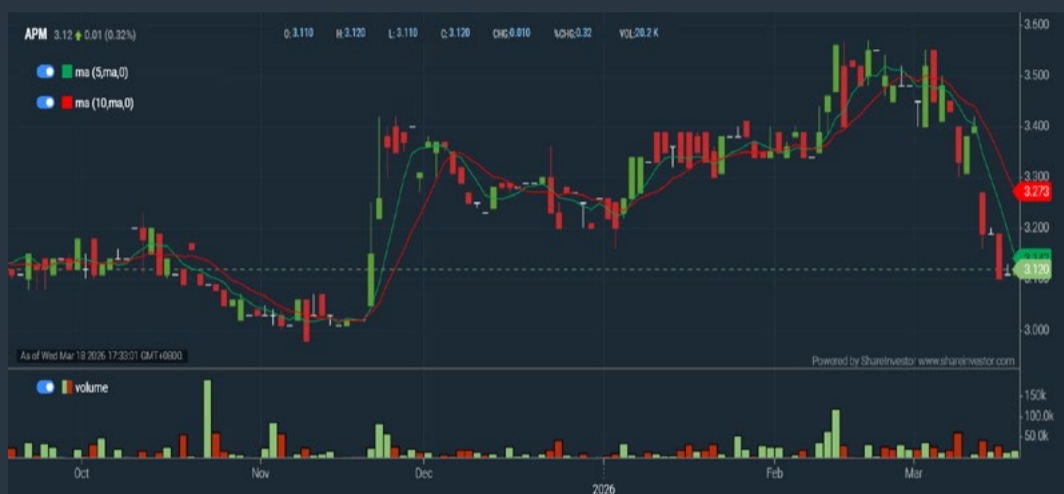 APM 3.12 0.01 (0.32%) O: 3.110 H: 3.120 L: 3.110 C: 3.120 CHG: 0.010 %CHG: 0.32 VOL: 20.2 K
ma (5,ma,0)
ma (10,ma,0)
3.600
3.500
3.400
3.300
3.273
3.200
3.120
3.100
3.000
As of Wed Mar 18 2026 17:33:01 GMT+0800.
Powered by ShareInvestor www.shareinvestor.com
volume
150k
100.0k
50.0k
Oct Nov Dec Feb Mar
2026